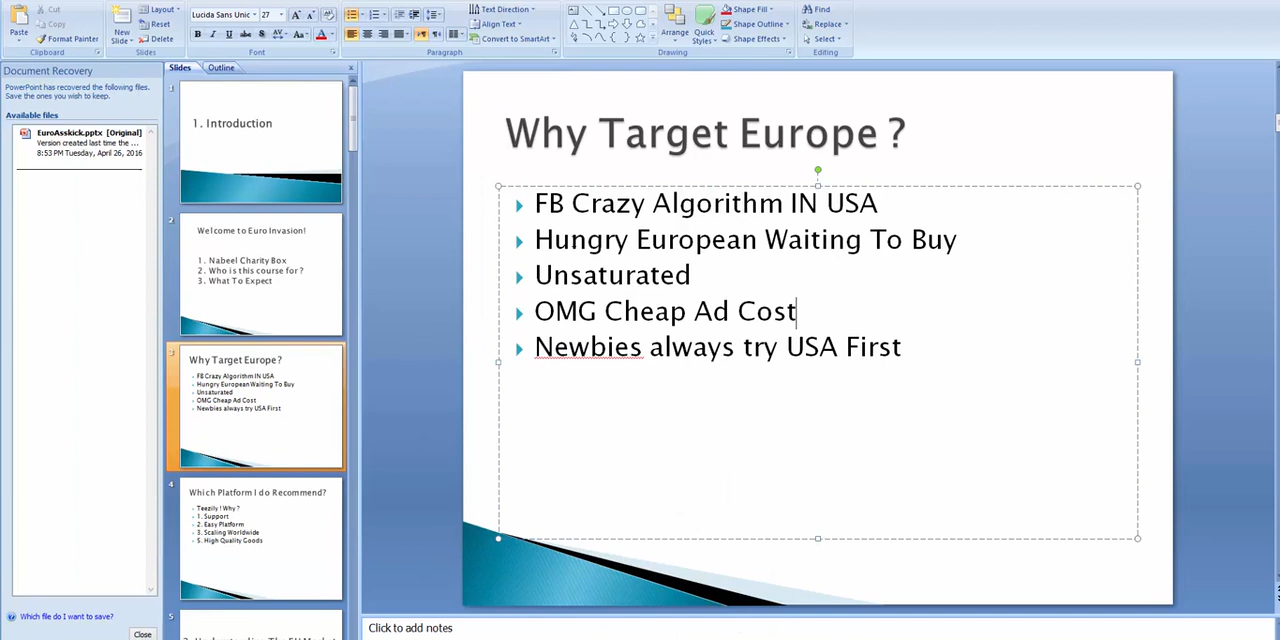 Cut
Layout
Reset
Copy
Paste
Format Painter
New
Slide
Delete
Clipboard
Slides
Lucida Sans Unic
27
Font
Text Direction
Align Text
Convert to SmartArt
Paragraph
Arrange
Quick
Styles
Shape Fill
Shape Outline
Shape Effects
Drawing
Find
Replace
Select
Editing
Document Recovery
PowerPoint has recovered the following files.
Save the ones you wish to keep.
Available files
EuroAsskick.pptx [Original]
Version created last time the ...
8:53 PM Tuesday, April 26, 2016
Which file do I want to save?
Close
Slides
Outline
1
1. Introduction
2
Welcome to Euro Invasion!
1. Nabeel Charity Box
2. Who is this course for ?
3. What To Expect
3
Why Target Europe ?
FB Crazy Algorithm IN USA
Hungry European Waiting To Buy
Unsaturated
OMG Cheap Ad Cost
Newbies always try USA First
4
Which Platform I do Recommend?
Teezily ! Why ?
1. Support
2. Easy Platform
3. Scaling Worldwide
5. High Quality Goods
5
Why Target Europe ?
FB Crazy Algorithm IN USA
Hungry European Waiting To Buy
Unsaturated
OMG Cheap Ad Cost
Newbies always try USA First
Click to add notes